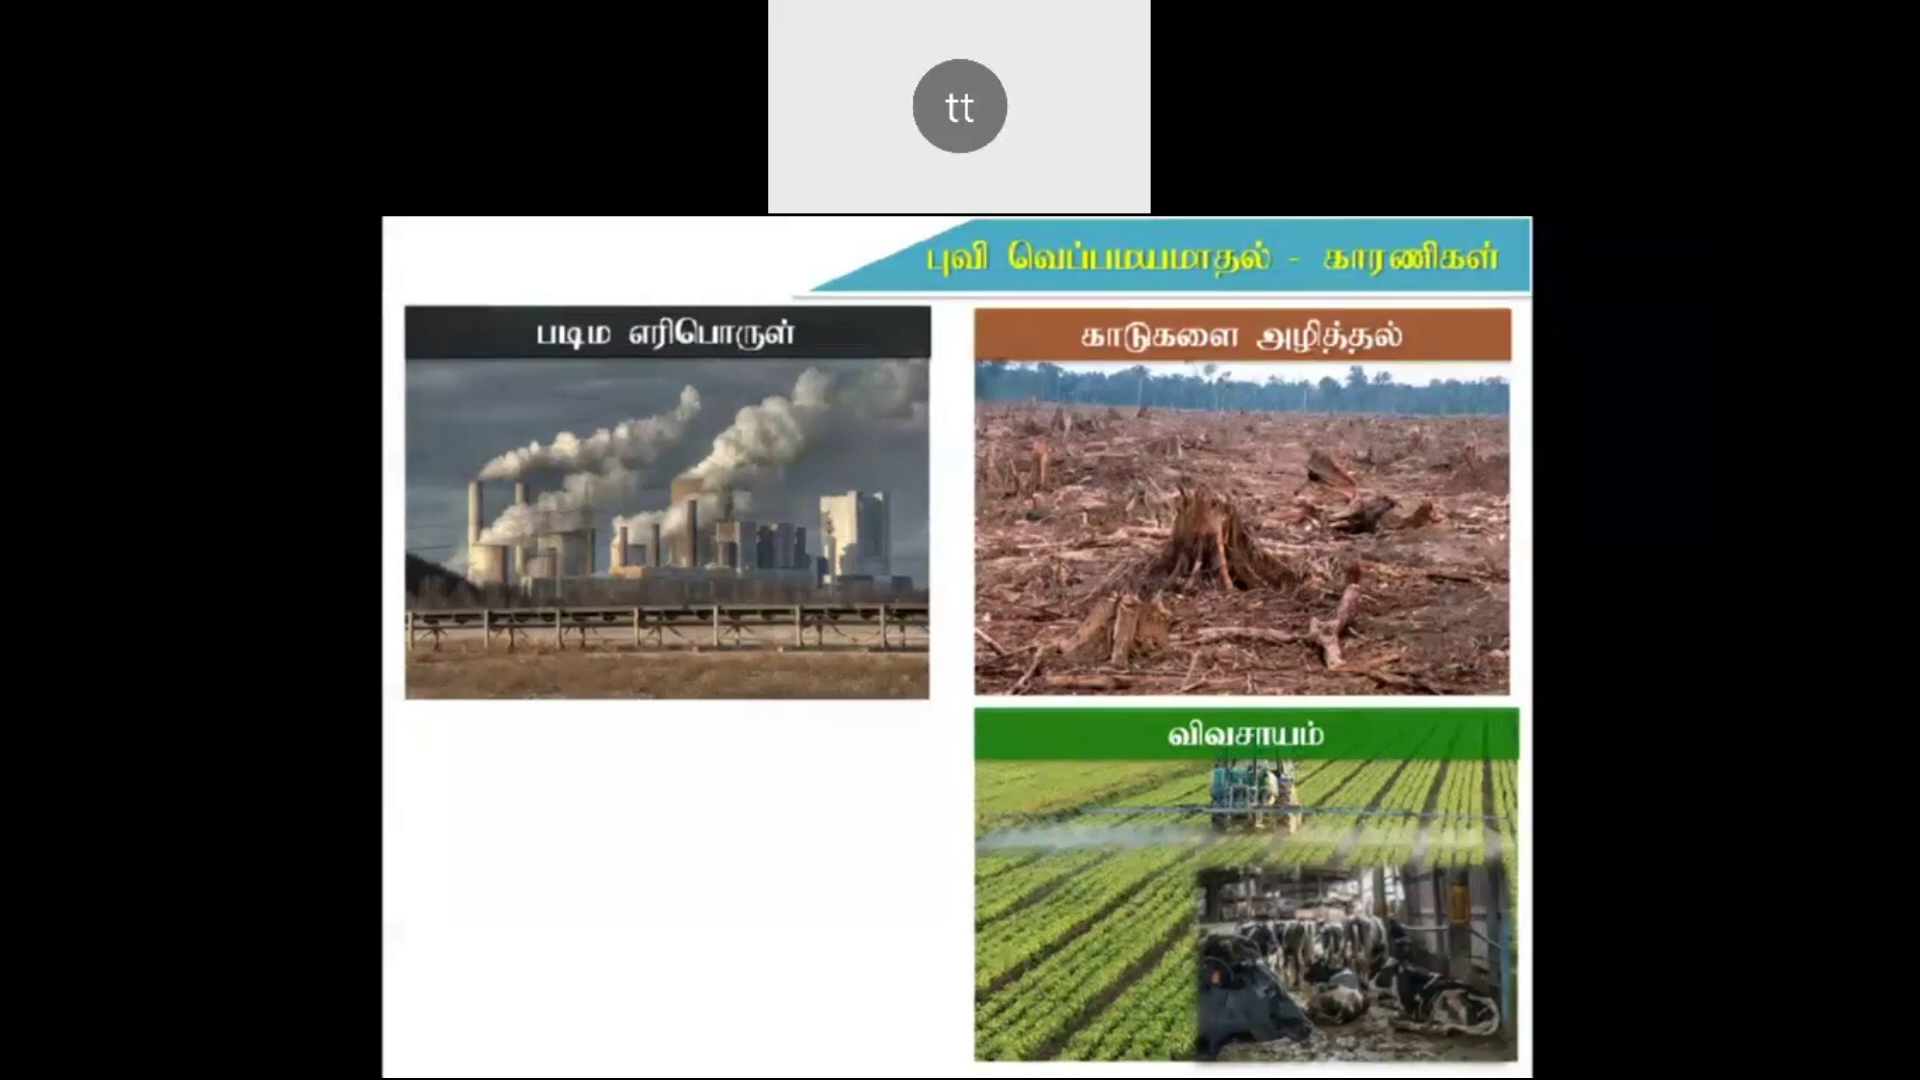 tt
புவி வெப்பமயமாதல் - காரணிகள்
படிம எரிபொருள்
காடுகளை அழித்தல்
விவசாயம்